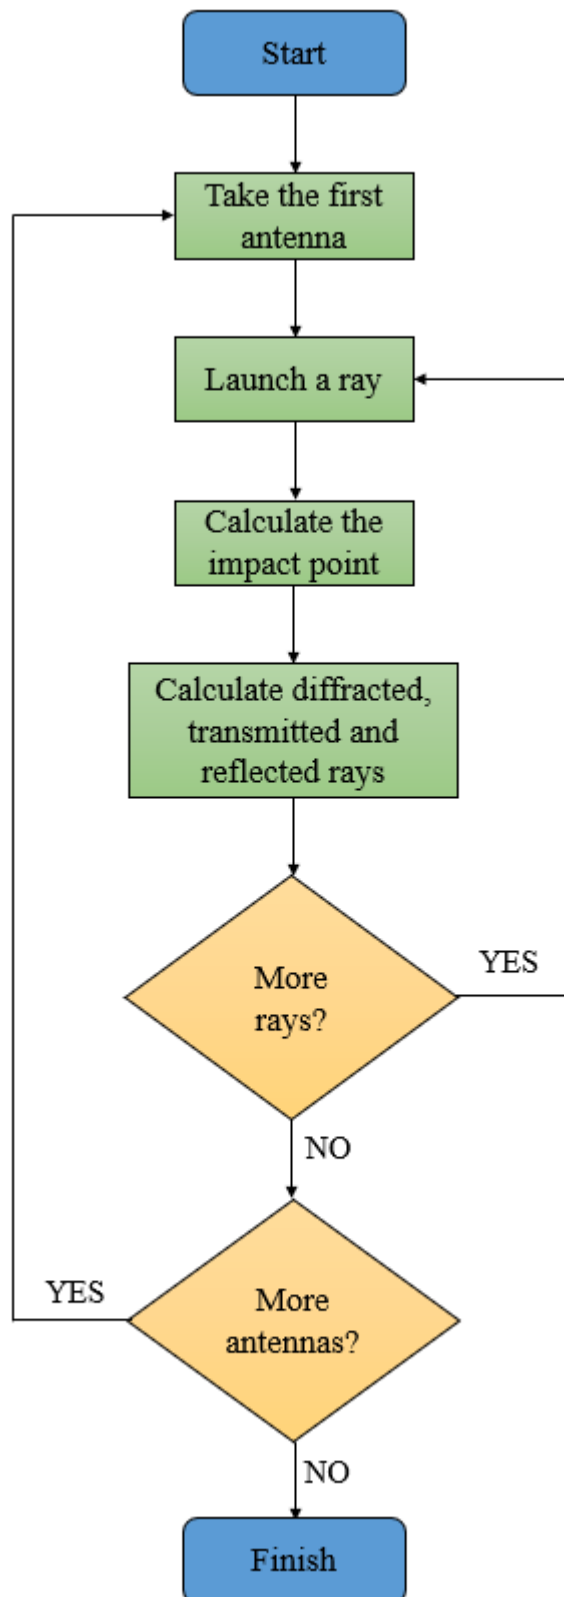 Start
Take the first
antenna
Launch a ray
Calculate the
impact point
Calculate diffracted,
transmitted and
reflected rays
More
rays?
YES
NO
More
antennas?
YES
NO
Finish